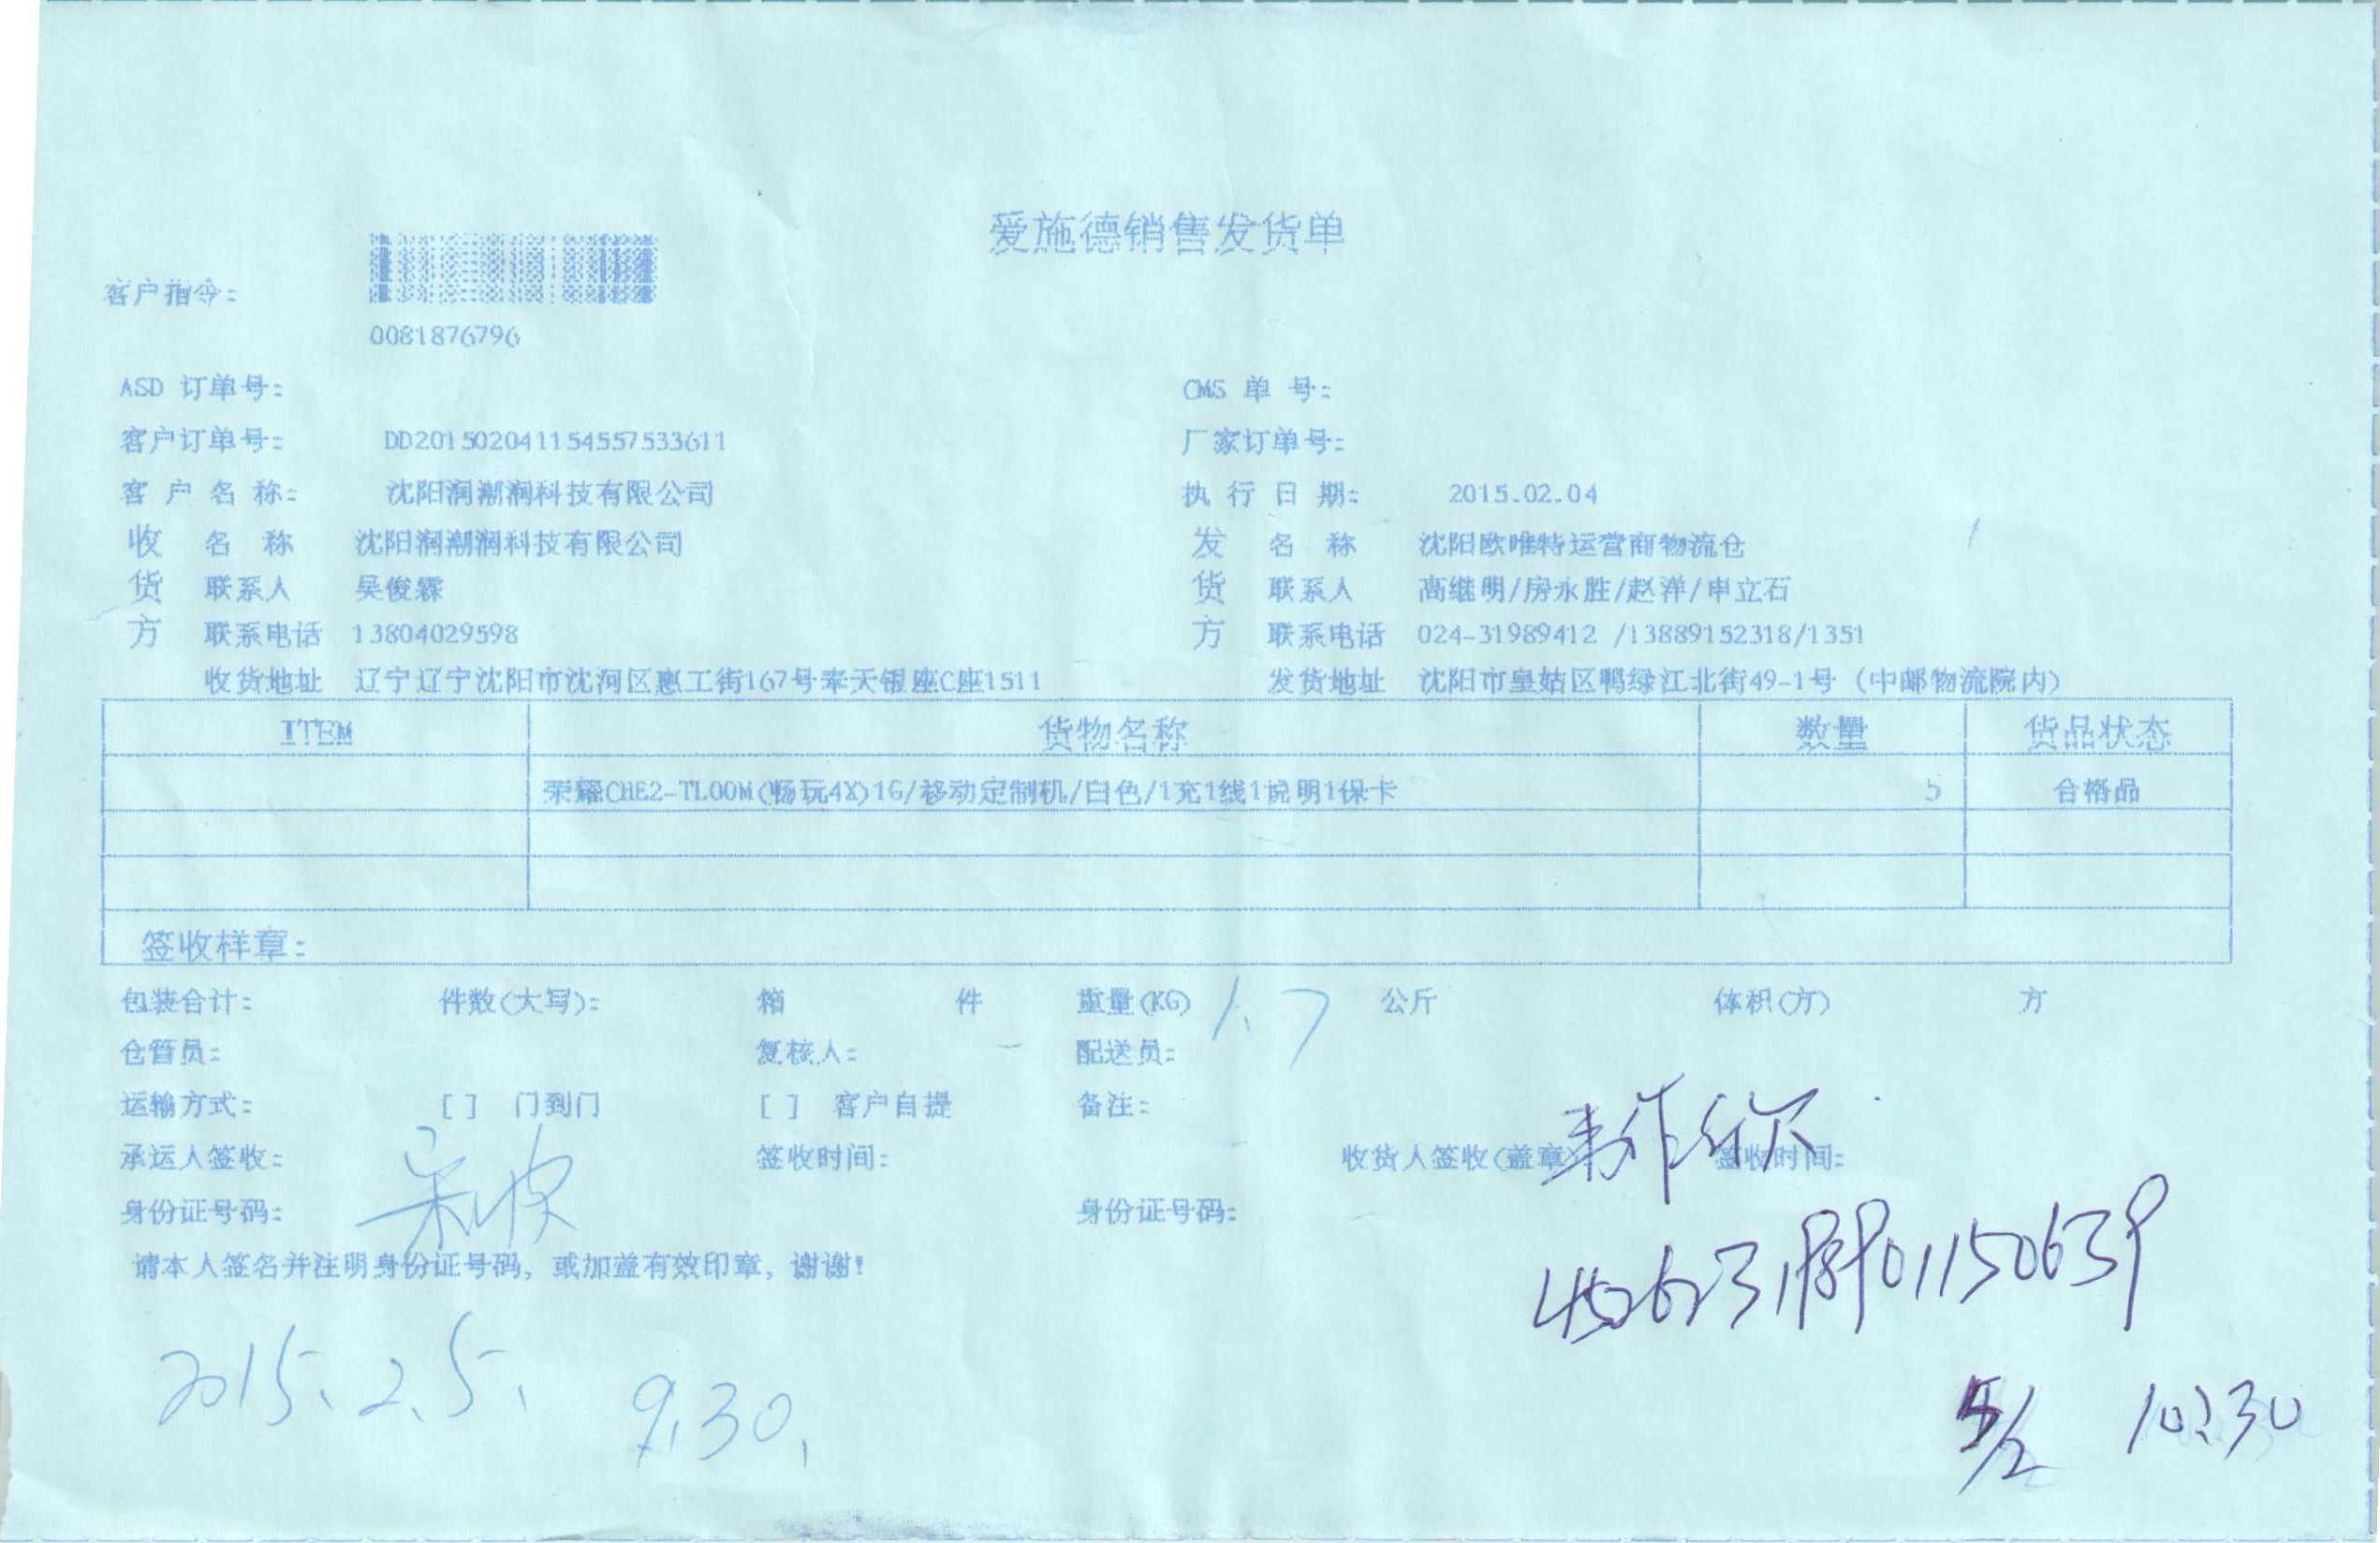 爱施德销售发货单
客户指令：
0081876796
ASD 订单号： CMS 单 号：
客户订单号： DD201502041154557533611 厂家订单号：
客 户 名 称： 沈阳润潮润科技有限公司 执 行 日 期： 2015.02.04
收 名 称 沈阳润潮润科技有限公司 发 名 称 沈阳欧唯特运营商物流仓
货 联系人 吴俊霖 货 联系人 高继明/房永胜/赵洋/申立石
方 联系电话 13804029598 方 联系电话 024-31989412 /13889152318/1351
收货地址 辽宁辽宁沈阳市沈河区惠工街167号奉天银座C座1511 发货地址 沈阳市皇姑区鸭绿江北街49-1号（中邮物流院内）
ITEM 货物名称 数量 货品状态
荣耀CHE2-TL00M(畅玩4X)1G/移动定制机/白色/1充1线1说明1保卡 5 合格品
签收样章：
包装合计： 件数(大写)： 箱 件 重量(KG) 1.7 公斤 体积(方) 方
仓管员： 复核人： 配送员：
运输方式： [ ] 门到门 [ ] 客户自提 备注：
承运人签收： 签收时间： 收货人签收(盖章) 签收时间：
身份证号码： 身份证号码：
请本人签名并注明身份证号码，或加盖有效印章，谢谢！
2015.2.5. 9.30.
5/2 10:30